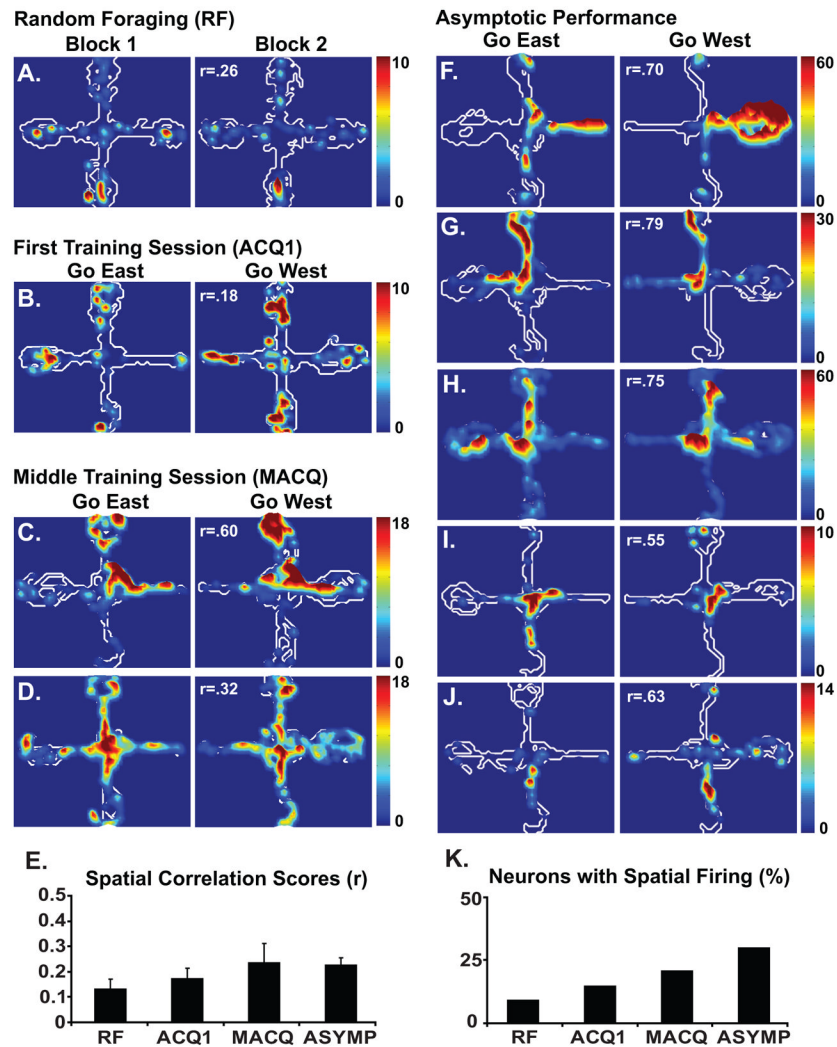 Random Foraging (RF)
Block 1
Block 2
A.
r=.26
10
0
First Training Session (ACQ1)
Go East
Go West
B.
r=.18
10
0
Middle Training Session (MACQ)
Go East
Go West
C.
r=.60
18
0
D.
r=.32
18
0
E.
Spatial Correlation Scores (r)
0.5
0.4
0.3
0.2
0.1
0
RF
ACQ1
MACQ
ASYMP
Asymptotic Performance
Go East
Go West
F.
r=.70
60
0
G.
r=.79
30
0
H.
r=.75
60
0
I.
r=.55
10
0
J.
r=.63
14
0
K.
Neurons with Spatial Firing (%)
50
25
0
RF
ACQ1
MACQ
ASYMP